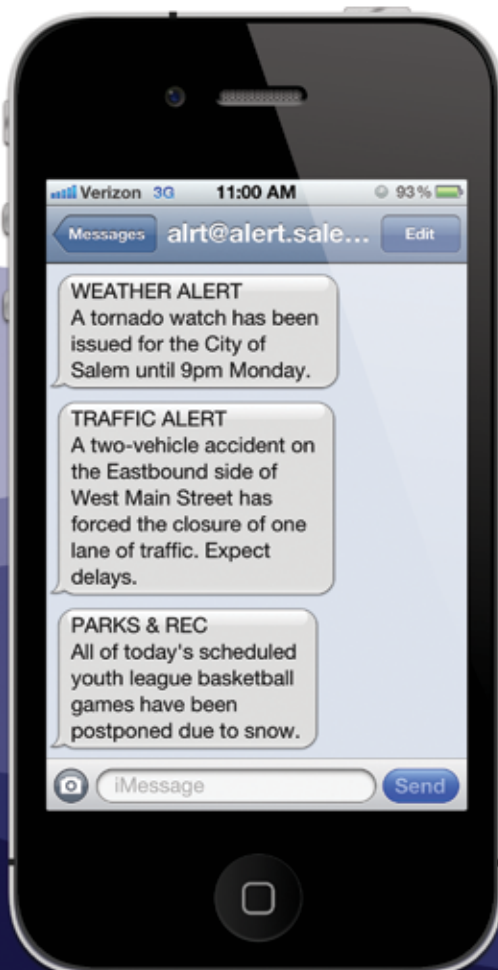 Verizon 3G 11:00 AM 93%
Messages alrt@alert.sale... Edit
WEATHER ALERT
A tornado watch has been
issued for the City of
Salem until 9pm Monday.
TRAFFIC ALERT
A two-vehicle accident on
the Eastbound side of
West Main Street has
forced the closure of one
lane of traffic. Expect
delays.
PARKS & REC
All of today's scheduled
youth league basketball
games have been
postponed due to snow.
iMessage Send